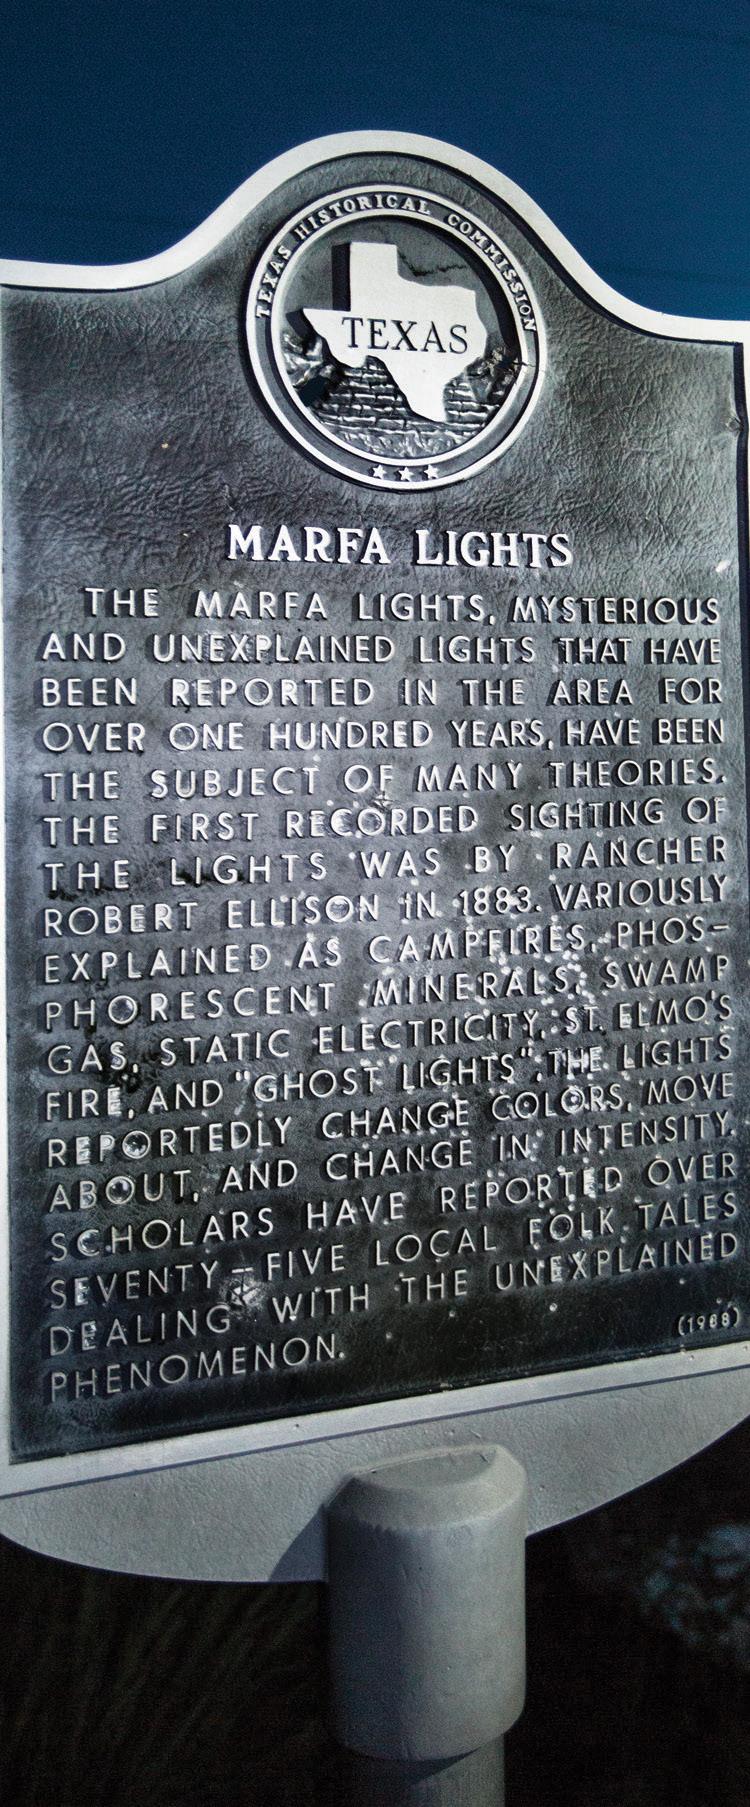 TEXAS HISTORICAL COMMISSION
TEXAS
MARFA LIGHTS
THE MARFA LIGHTS, MYSTERIOUS
AND UNEXPLAINED LIGHTS THAT HAVE
BEEN REPORTED IN THE AREA FOR
OVER ONE HUNDRED YEARS, HAVE BEEN
THE SUBJECT OF MANY THEORIES.
THE FIRST RECORDED SIGHTING OF
THE LIGHTS WAS BY RANCHER
ROBERT ELLISON IN 1883. VARIOUSLY
EXPLAINED AS CAMPFIRES, PHOS-
PHORESCENT MINERALS, SWAMP
GAS, STATIC ELECTRICITY, ST. ELMO'S
FIRE, AND "GHOST LIGHTS", THE LIGHTS
REPORTEDLY CHANGE COLORS, MOVE
ABOUT, AND CHANGE IN INTENSITY.
SCHOLARS HAVE REPORTED OVER
SEVENTY-FIVE LOCAL FOLK TALES
DEALING WITH THE UNEXPLAINED
PHENOMENON.
(1988)